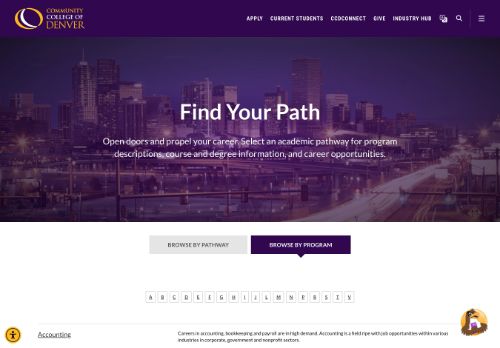 COMMUNITY
COLLEGE OF
DENVER
APPLY CURRENT STUDENTS CCDCONNECT GIVE INDUSTRY HUB
Find Your Path
Open doors and propel your career. Select an academic pathway for program
descriptions, course and degree information, and career opportunities.
BROWSE BY PATHWAY BROWSE BY PROGRAM
A B C D E F G H I J L M N P R S T V
Accounting
Careers in accounting, bookkeeping and payroll are in high demand. Accounting is a field ripe with job opportunities within various
industries in corporate, government and nonprofit sectors.